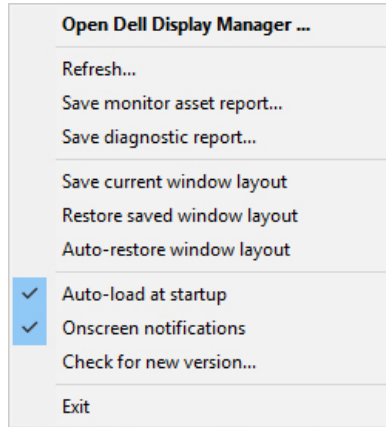 Open Dell Display Manager ...
Refresh...
Save monitor asset report...
Save diagnostic report...
Save current window layout
Restore saved window layout
Auto-restore window layout
Auto-load at startup
Onscreen notifications
Check for new version...
Exit